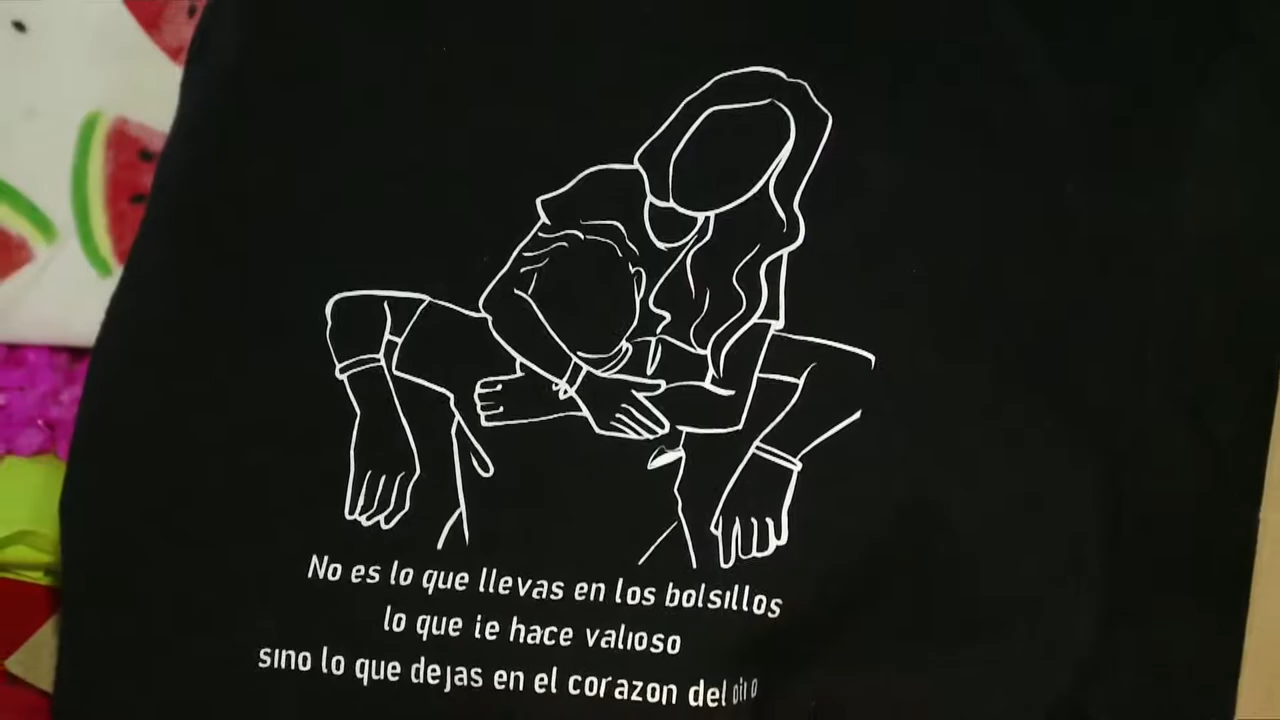 No es lo que llevas en los bolsillos
lo que te hace valioso
sino lo que dejas en el corazon del otro